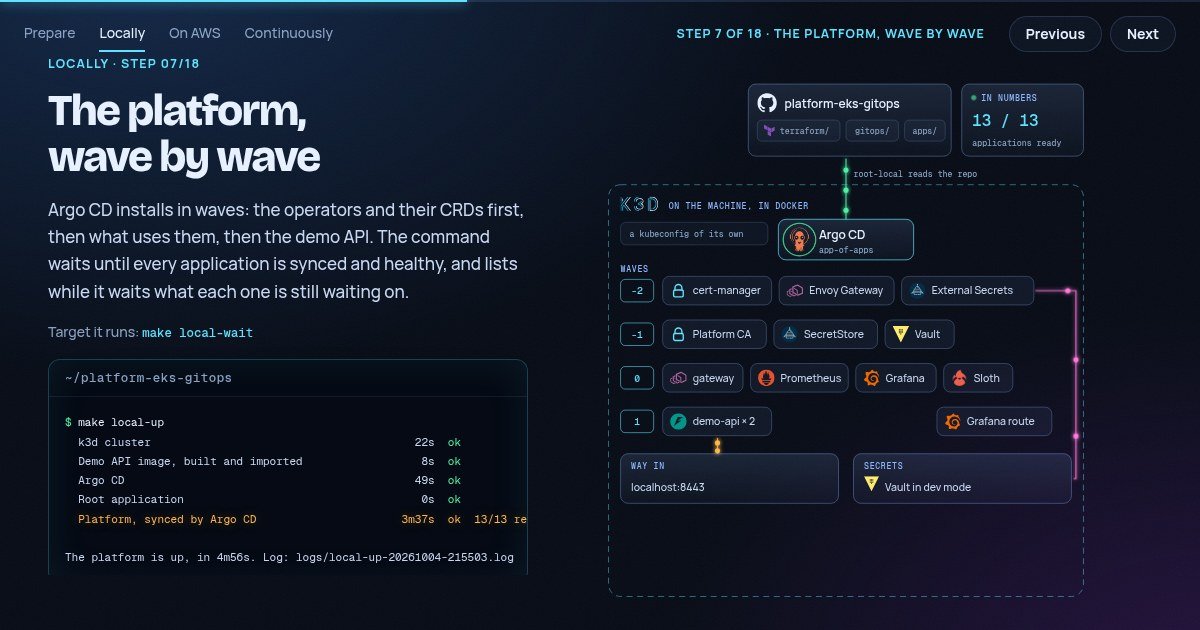 Prepare
Locally
On AWS
Continuously
STEP 7 OF 18 · THE PLATFORM, WAVE BY WAVE
Previous
Next
LOCALLY · STEP 07/18
The platform,
wave by wave
Argo CD installs in waves: the operators and their CRDs first,
then what uses them, then the demo API. The command
waits until every application is synced and healthy, and lists
while it waits what each one is still waiting on.
Target it runs: make local-wait
~/platform-eks-gitops
$ make local-up
k3d cluster 22s ok
Demo API image, built and imported 8s ok
Argo CD 49s ok
Root application 0s ok
Platform, synced by Argo CD 3m37s ok 13/13 re
The platform is up, in 4m56s. Log: logs/local-up-20261004-215503.log
platform-eks-gitops
terraform/
gitops/
apps/
IN NUMBERS
13 / 13
applications ready
root-local reads the repo
K3D ON THE MACHINE, IN DOCKER
a kubeconfig of its own
Argo CD
app-of-apps
WAVES
-2
cert-manager
Envoy Gateway
External Secrets
-1
Platform CA
SecretStore
Vault
0
gateway
Prometheus
Grafana
Sloth
1
demo-api × 2
Grafana route
WAY IN
localhost:8443
SECRETS
Vault in dev mode